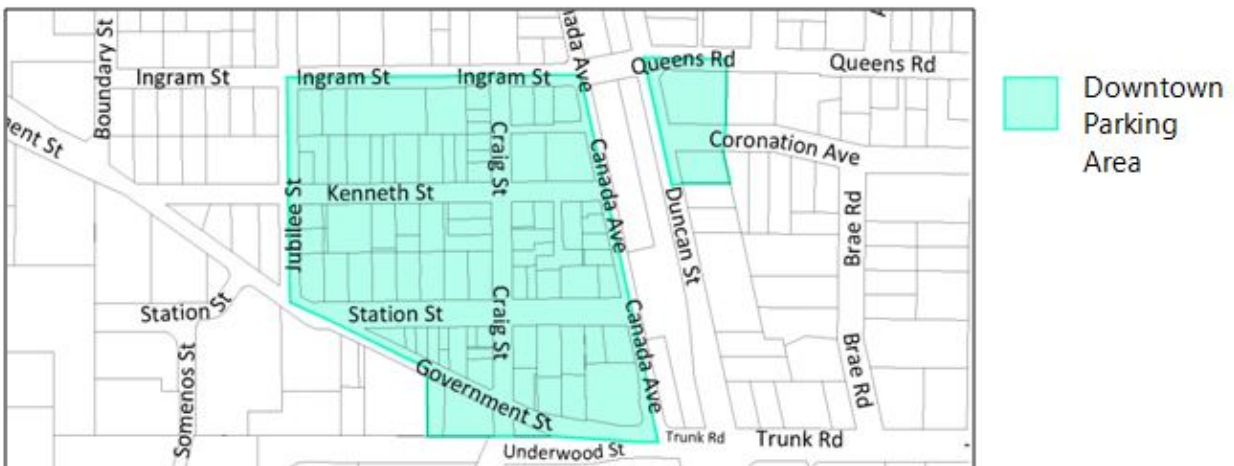 Boundary St
Ingram St
Ingram St
Ingram St
Canada Ave
Queens Rd
Queens Rd
Craig St
Canada Ave
Coronation Ave
Kenneth St
Jubilee St
Duncan St
Brae Rd
Station St
Station St
Craig St
Canada Ave
Brae Rd
Somenos St
Government St
Trunk Rd
Trunk Rd
Underwood St
Downtown
Parking
Area